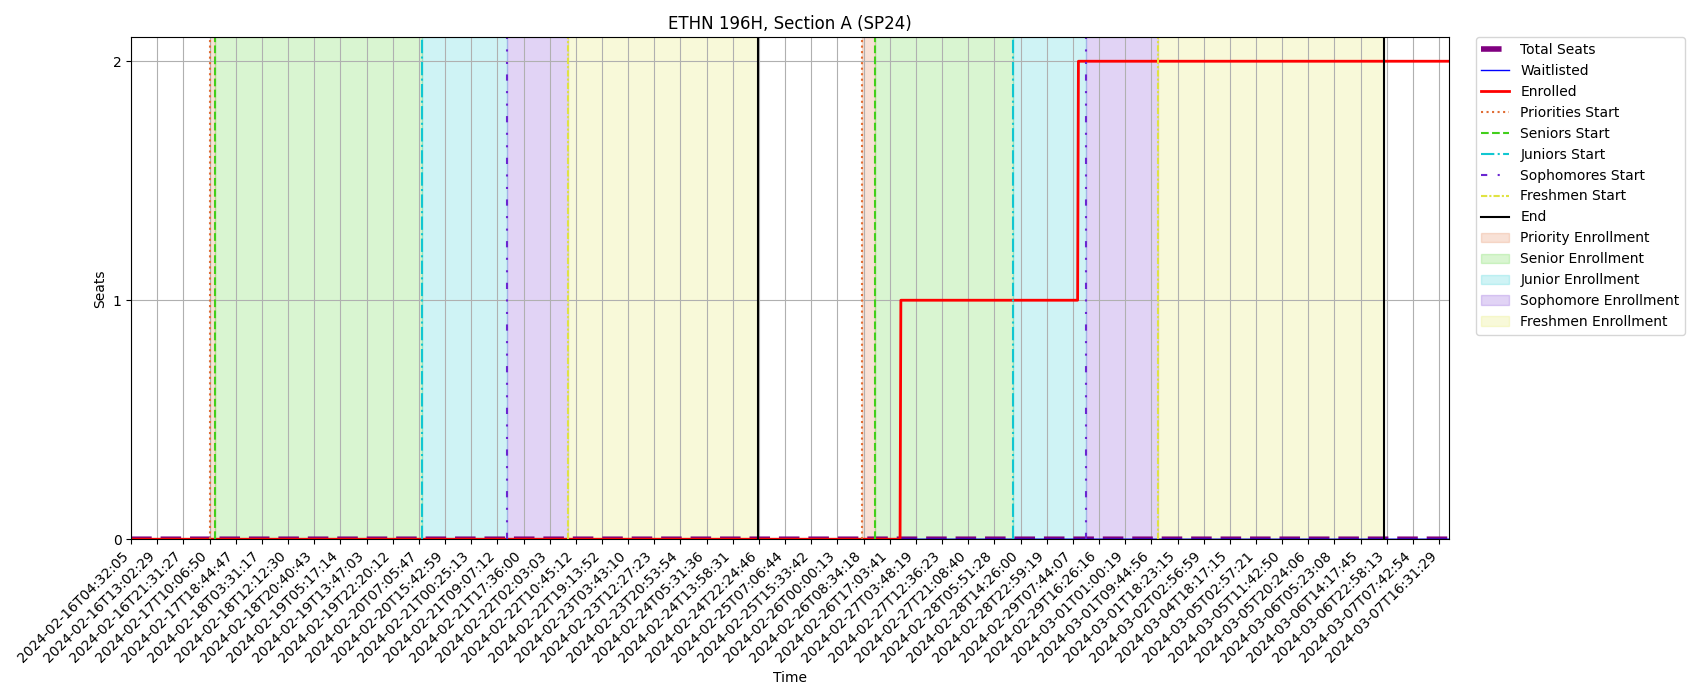 ETHN 196H, Section A (SP24)
Seats
2
1
0
2024-02-16T04:32:05
2024-02-16T13:02:29
2024-02-16T21:31:27
2024-02-17T10:06:50
2024-02-17T18:44:47
2024-02-18T03:31:17
2024-02-18T12:12:30
2024-02-18T20:40:43
2024-02-19T05:17:14
2024-02-19T13:47:03
2024-02-19T22:20:12
2024-02-20T07:05:47
2024-02-20T15:42:59
2024-02-21T00:25:13
2024-02-21T09:07:12
2024-02-21T17:36:00
2024-02-22T02:03:03
2024-02-22T10:45:12
2024-02-22T19:13:52
2024-02-23T03:43:10
2024-02-23T12:27:23
2024-02-23T20:53:54
2024-02-24T05:31:36
2024-02-24T13:58:31
2024-02-24T22:24:46
2024-02-25T07:06:44
2024-02-25T15:33:42
2024-02-26T00:00:13
2024-02-26T08:34:18
2024-02-26T17:03:41
2024-02-27T03:48:19
2024-02-27T12:36:23
2024-02-27T21:08:40
2024-02-28T05:51:28
2024-02-28T14:26:00
2024-02-28T22:59:19
2024-02-29T07:44:07
2024-02-29T16:26:16
2024-03-01T01:00:19
2024-03-01T09:44:56
2024-03-01T18:23:15
2024-03-02T02:56:59
2024-03-04T18:17:15
2024-03-05T02:57:21
2024-03-05T11:42:50
2024-03-05T20:24:06
2024-03-06T05:23:08
2024-03-06T14:17:45
2024-03-06T22:58:13
2024-03-07T07:42:54
2024-03-07T16:31:29
Time
Total Seats
Waitlisted
Enrolled
Priorities Start
Seniors Start
Juniors Start
Sophomores Start
Freshmen Start
End
Priority Enrollment
Senior Enrollment
Junior Enrollment
Sophomore Enrollment
Freshmen Enrollment